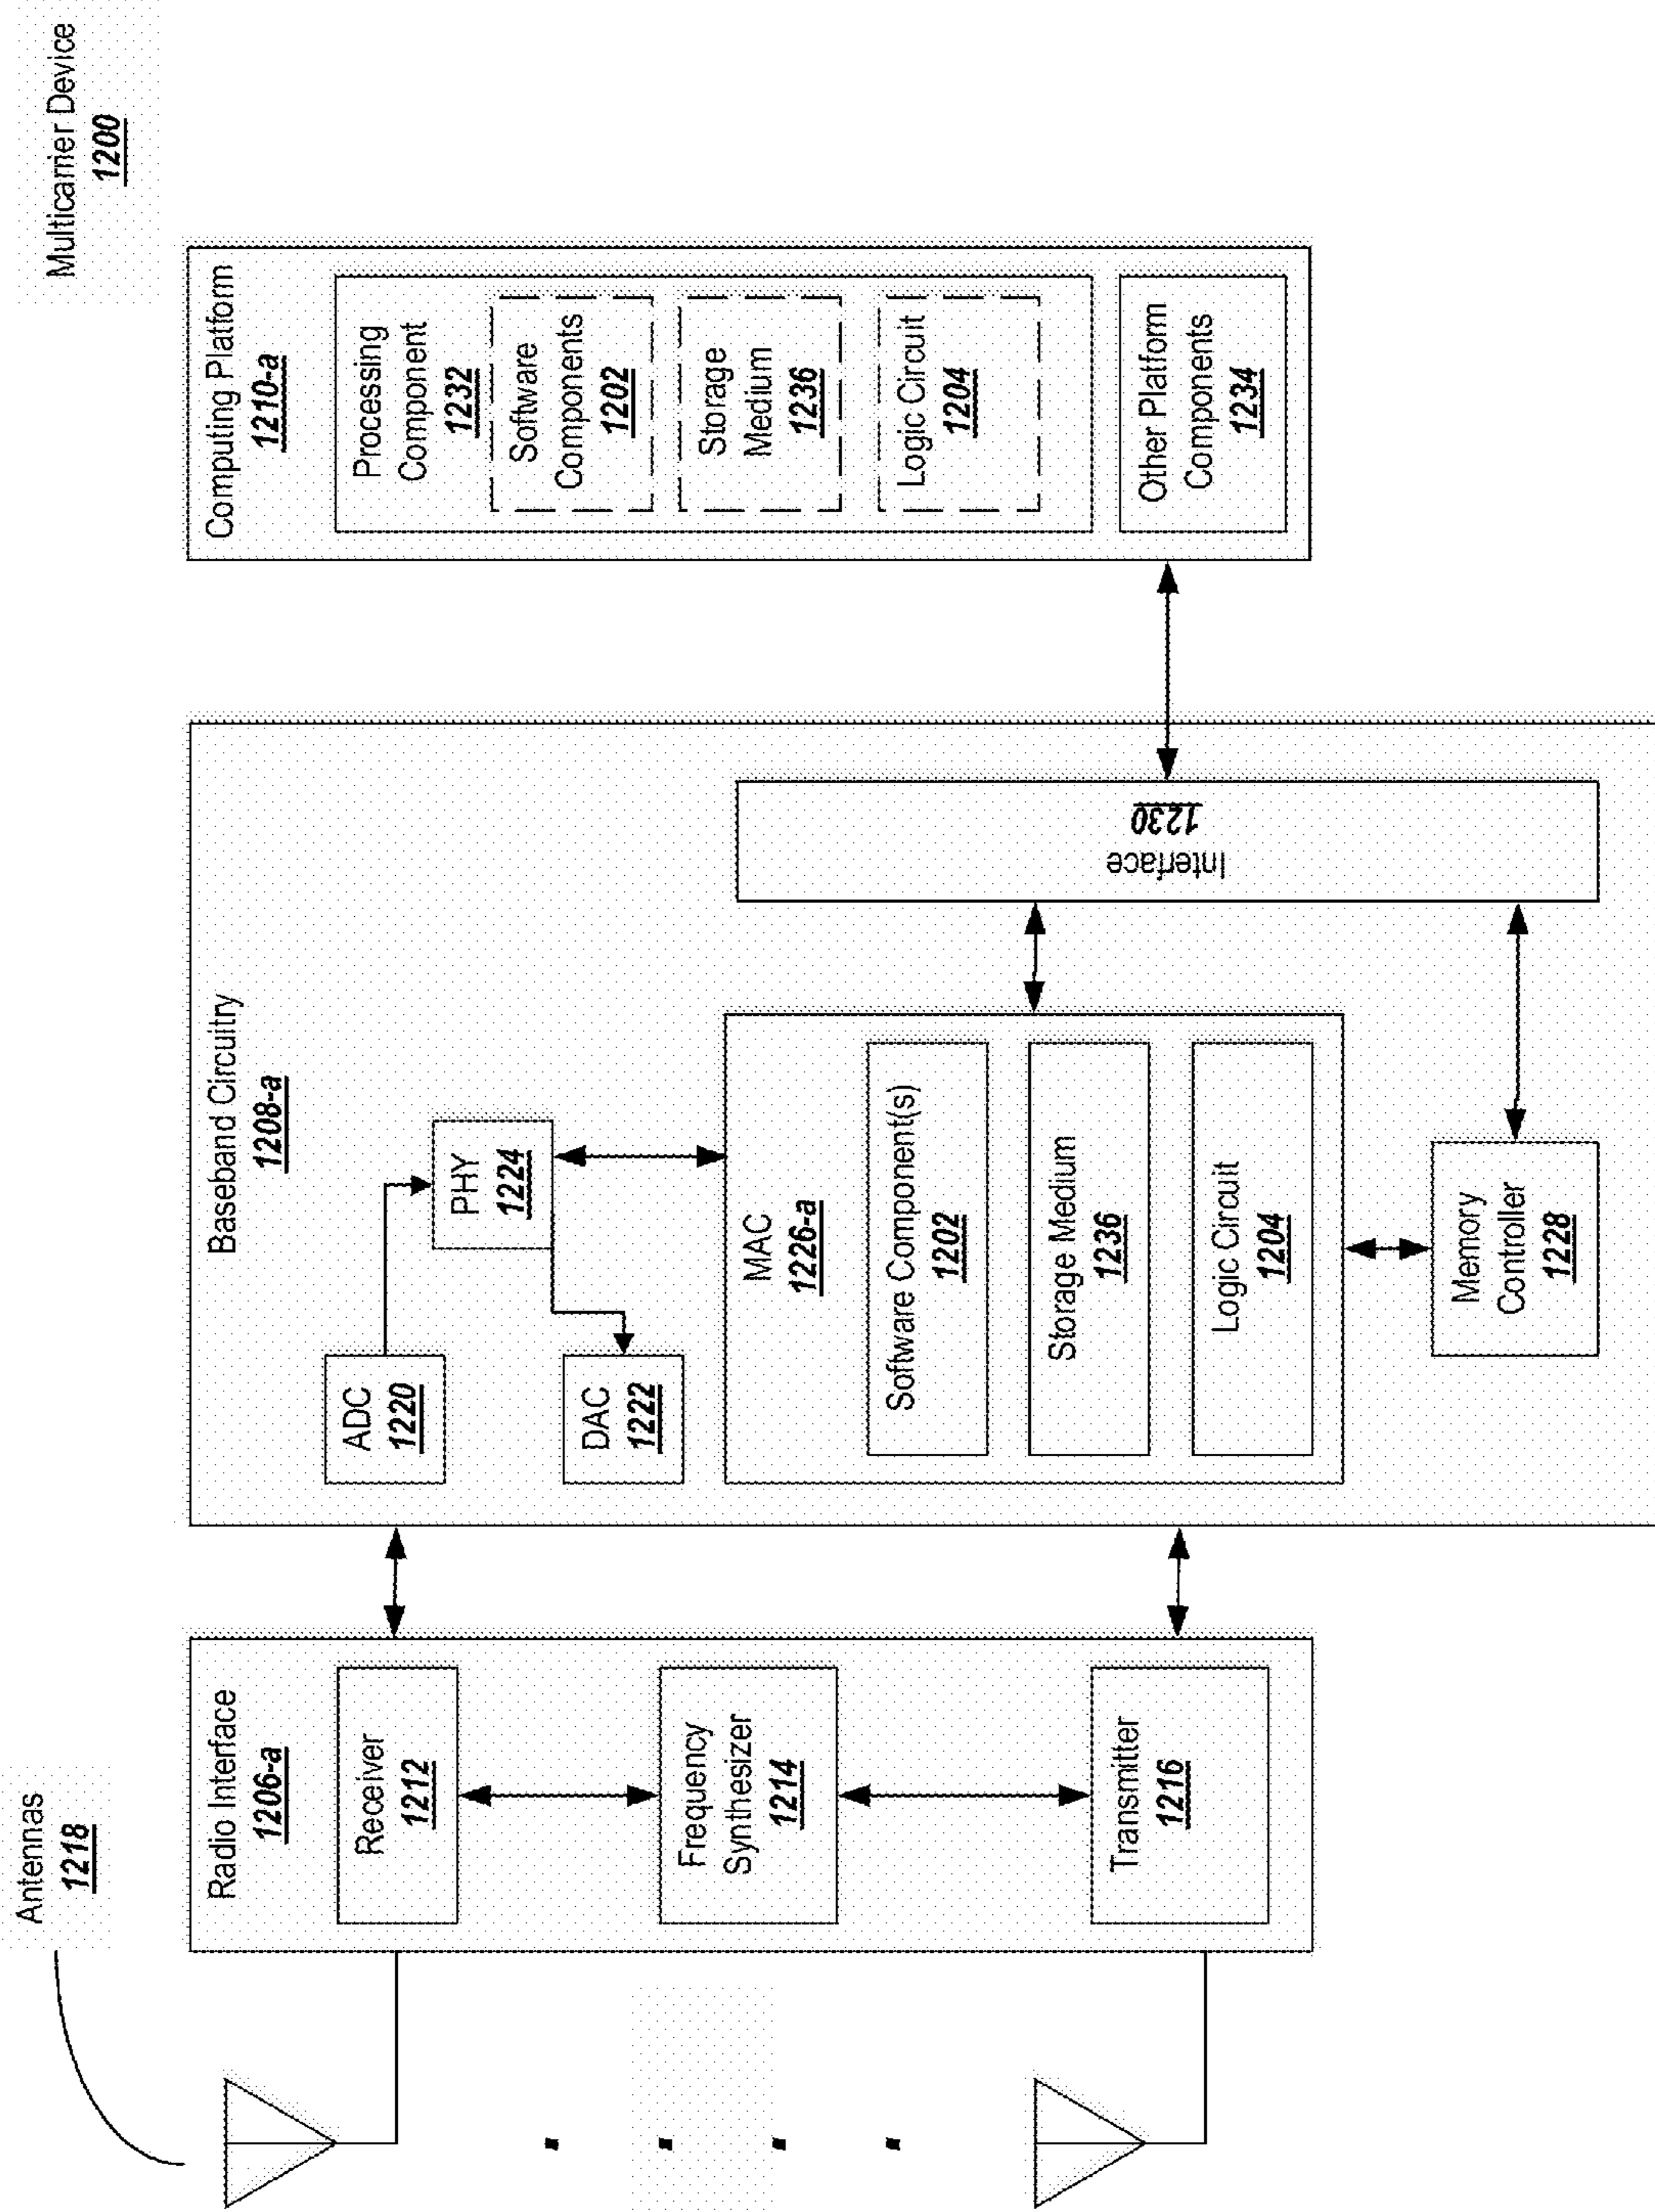 Multicarrier Device
1200
Antennas
1218
Radio Interface
1206-a
Receiver
1212
Frequency
Synthesizer
1214
Transmitter
1216
Baseband Circuitry
1208-a
ADC
1220
PHY
1224
DAC
1222
MAC
1226-a
Software Component(s)
1202
Storage Medium
1236
Logic Circuit
1204
Memory
Controller
1228
Interface
1230
Computing Platform
1210-a
Processing
Component
1232
Software
Components
1202
Storage
Medium
1236
Logic Circuit
1204
Other Platform
Components
1234